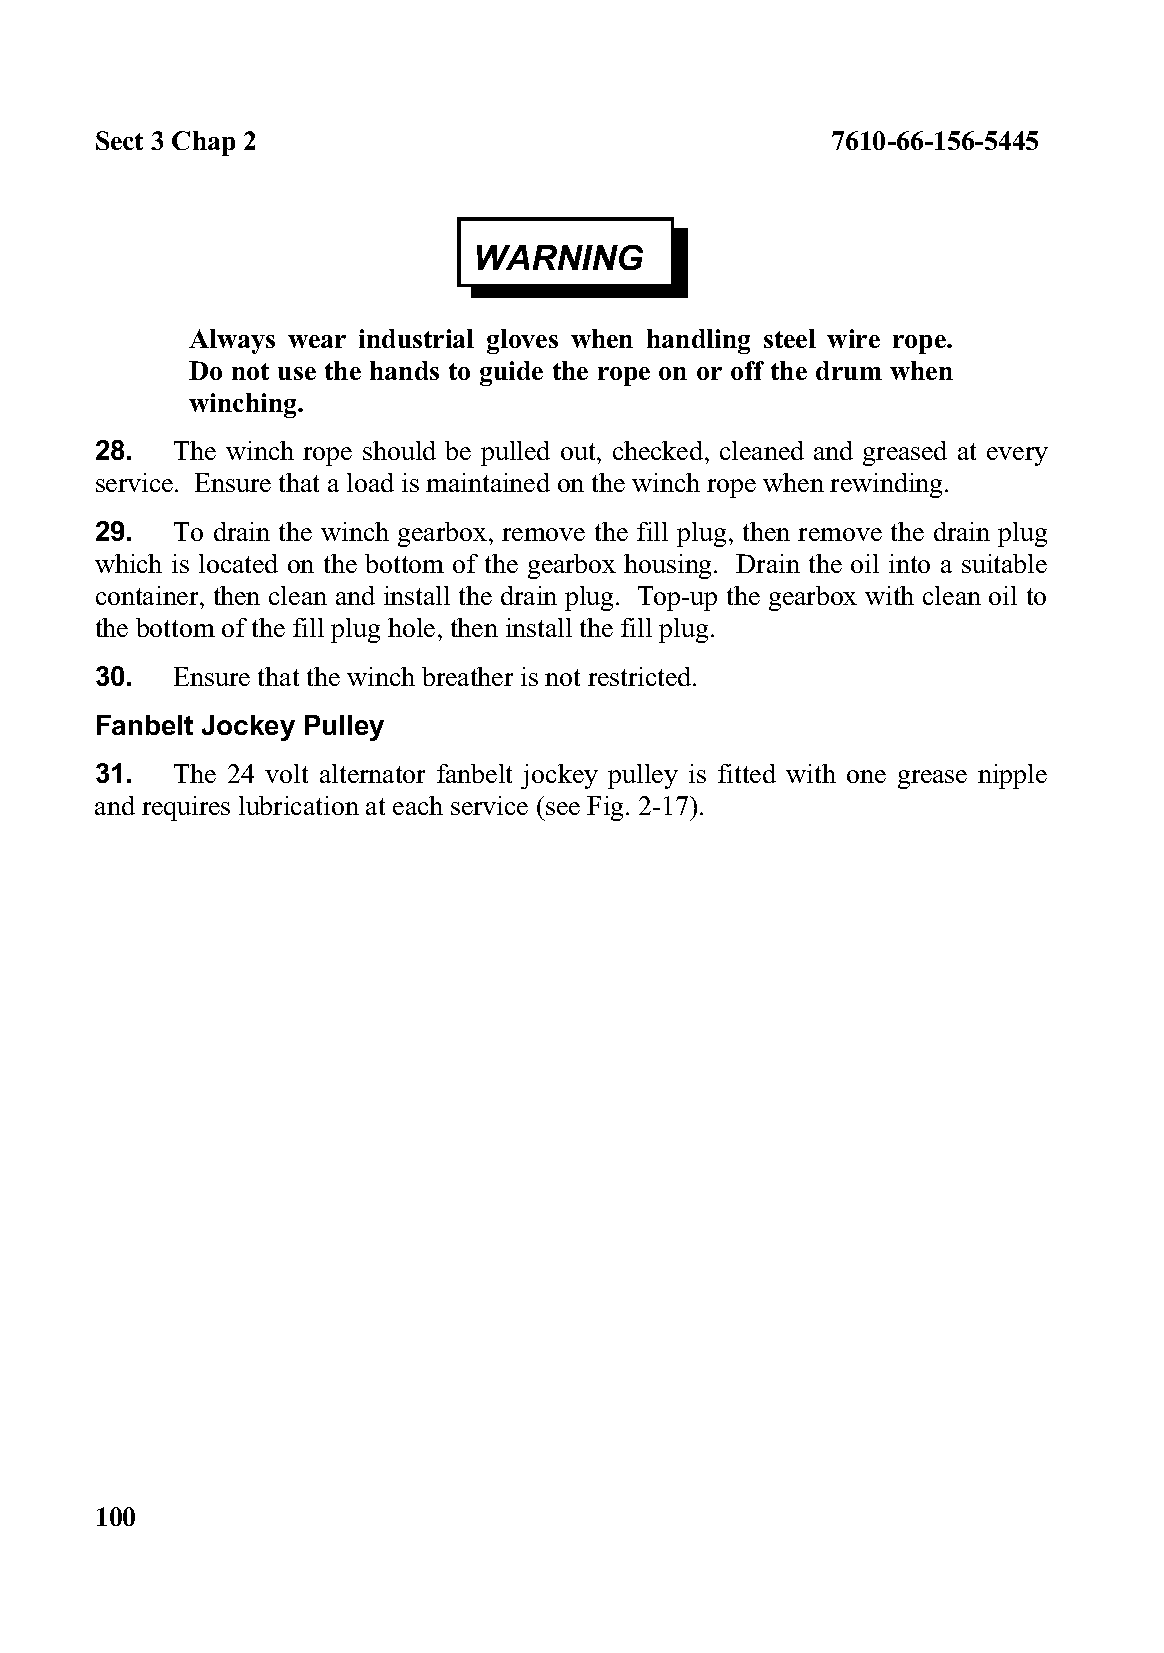 Sect 3 Chap 2 7610-66-156-5445
WARNING
Always wear industrial gloves when handling steel wire rope.
Do not use the hands to guide the rope on or off the drum when
winching.
28. The winch rope should be pulled out, checked, cleaned and greased at every
service. Ensure that a load is maintained on the winch rope when rewinding.
29. To drain the winch gearbox, remove the fill plug, then remove the drain plug
which is located on the bottom of the gearbox housing. Drain the oil into a suitable
container, then clean and install the drain plug. Top-up the gearbox with clean oil to
the bottom of the fill plug hole, then install the fill plug.
30. Ensure that the winch breather is not restricted.
Fanbelt Jockey Pulley
31. The 24 volt alternator fanbelt jockey pulley is fitted with one grease nipple
and requires lubrication at each service (see Fig. 2-17).
100